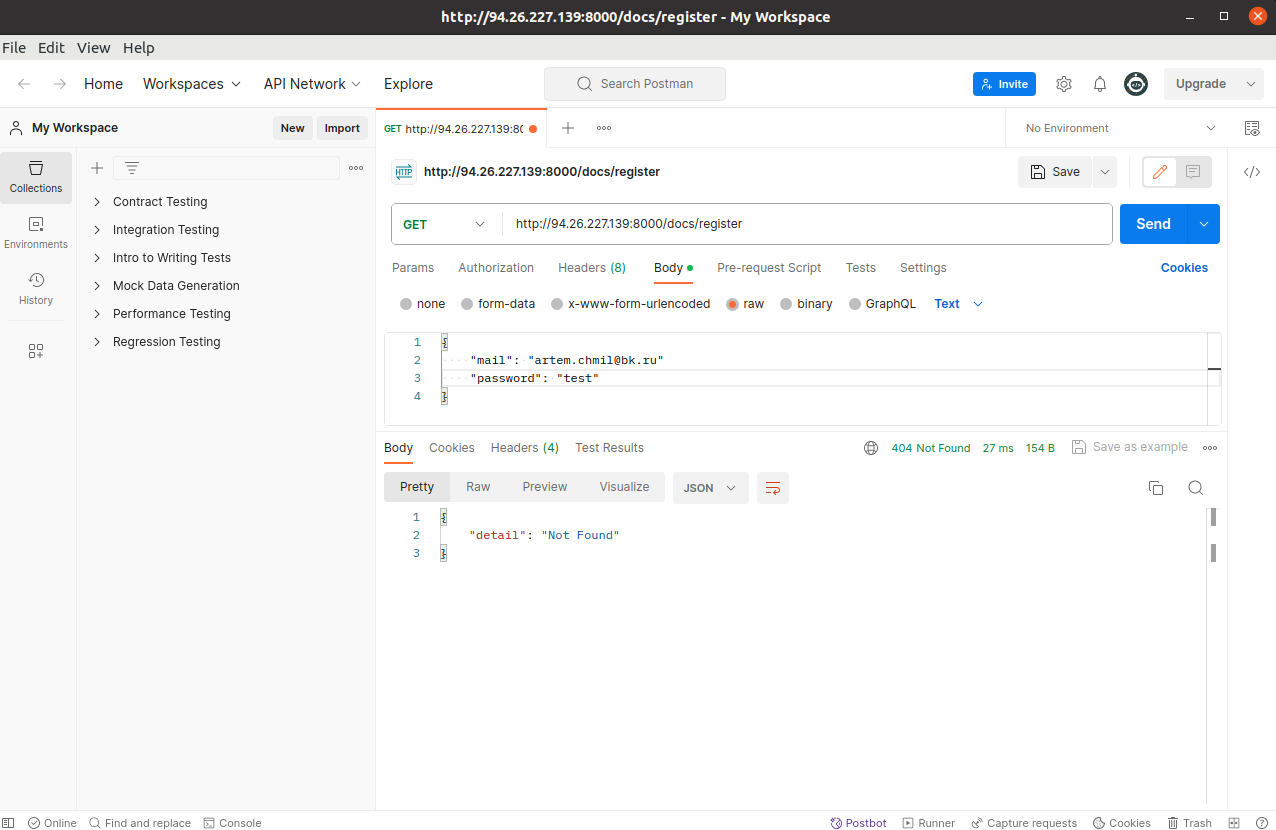 http://94.26.227.139:8000/docs/register - My Workspace
File Edit View Help
Home Workspaces API Network Explore Search Postman Invite Upgrade
My Workspace New Import GET http://94.26.227.139:80 No Environment
Collections
Environments
History
Contract Testing
Integration Testing
Intro to Writing Tests
Mock Data Generation
Performance Testing
Regression Testing
HTTP http://94.26.227.139:8000/docs/register Save
GET http://94.26.227.139:8000/docs/register Send
Params Authorization Headers (8) Body Pre-request Script Tests Settings Cookies
none form-data x-www-form-urlencoded raw binary GraphQL Text
1 {
2 "mail": "artem.chmil@bk.ru"
3 "password": "test"
4 }
Body Cookies Headers (4) Test Results 404 Not Found 27 ms 154 B Save as example
Pretty Raw Preview Visualize JSON
1 {
2 "detail": "Not Found"
3 }
Online Find and replace Console Postbot Runner Capture requests Cookies Trash